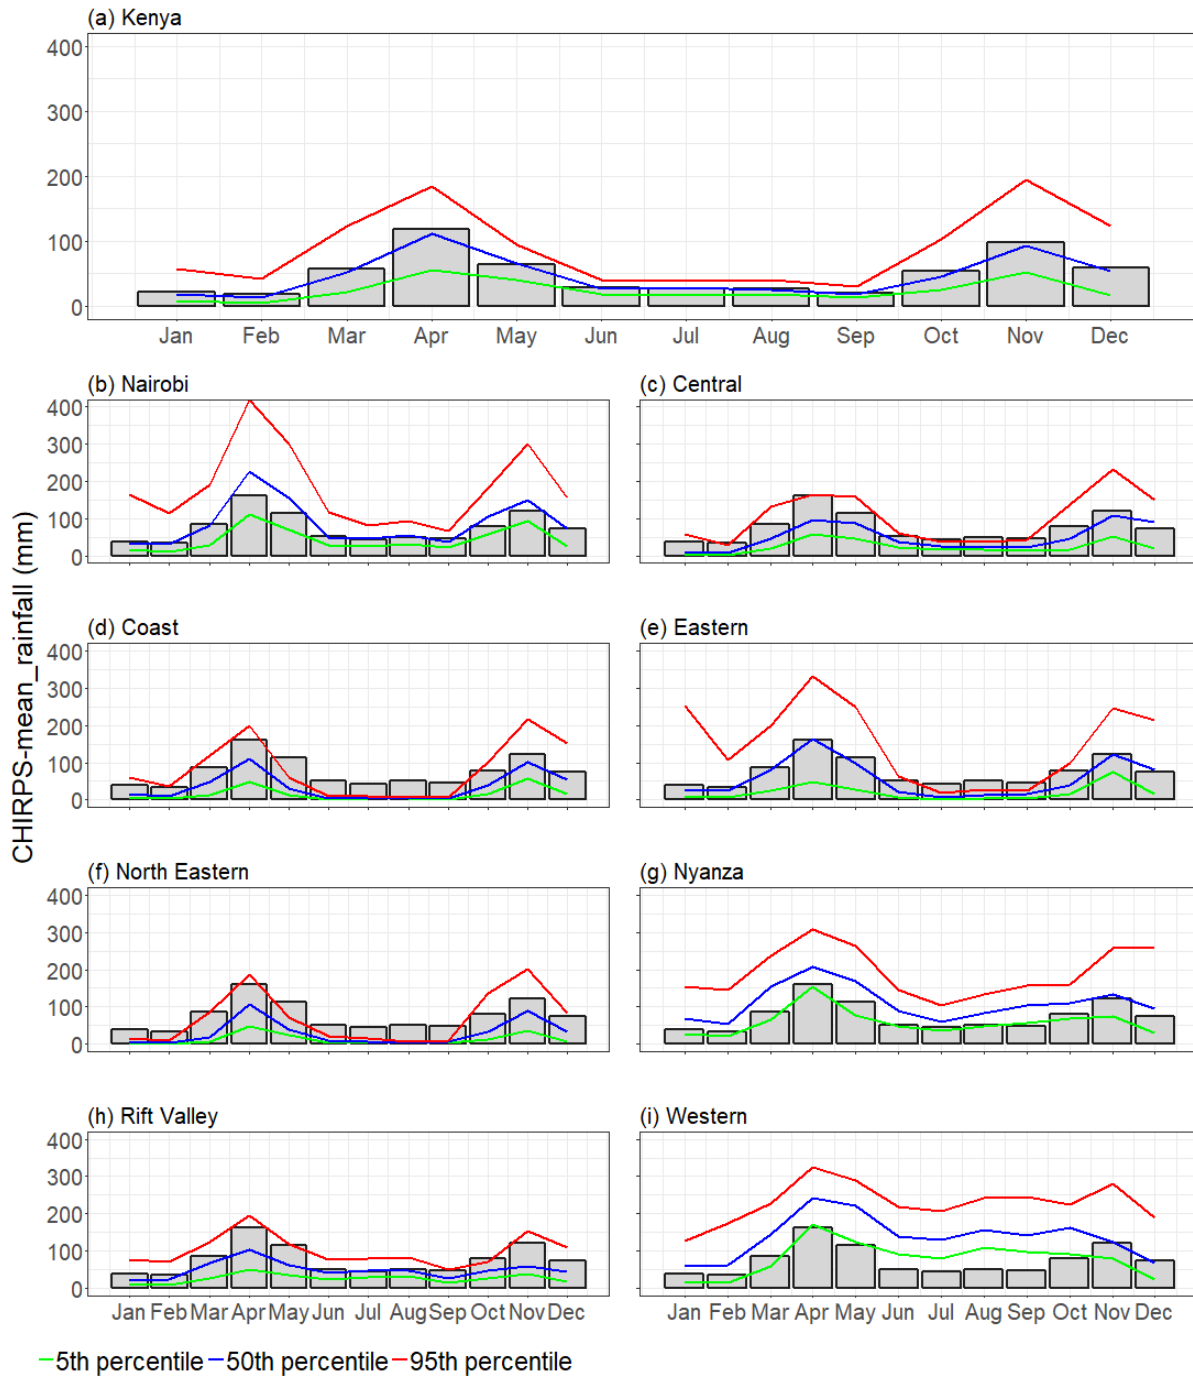 (a) Kenya
400
300
200
100
0
Jan Feb Mar Apr May Jun Jul Aug Sep Oct Nov Dec
CHIRPS-mean_rainfall (mm)
(b) Nairobi (c) Central
400
300
200
100
0
(d) Coast (e) Eastern
400
300
200
100
0
(f) North Eastern (g) Nyanza
400
300
200
100
0
(h) Rift Valley (i) Western
400
300
200
100
0
Jan Feb Mar Apr May Jun Jul Aug Sep Oct Nov Dec Jan Feb Mar Apr May Jun Jul Aug Sep Oct Nov Dec
5th percentile 50th percentile 95th percentile